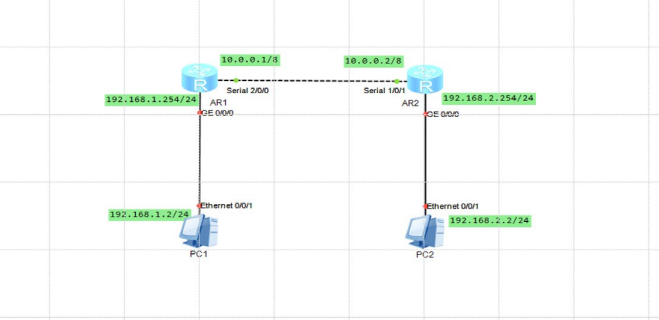 10.0.0.1/8
10.0.0.2/8
R
R
Serial 2/0/0
Serial 1/0/1
192.168.1.254/24
AR1
AR2
192.168.2.254/24
GE 0/0/0
GE 0/0/0
Ethernet 0/0/1
Ethernet 0/0/1
192.168.1.2/24
192.168.2.2/24
PC1
PC2